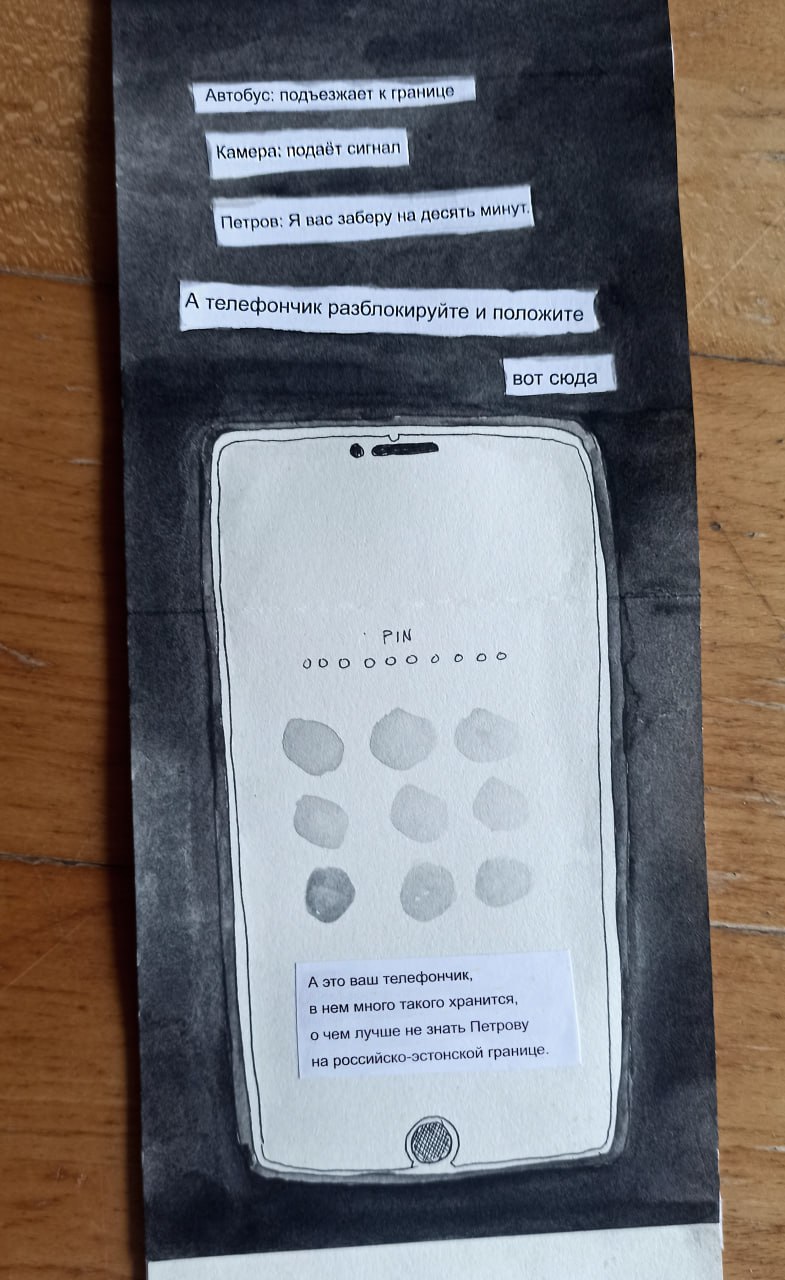 Автобус: подъезжает к границе
Камера: подаёт сигнал
Петров: Я вас заберу на десять минут.
А телефончик разблокируйте и положите
вот сюда
PIN
А это ваш телефончик,
в нем много такого хранится,
о чем лучше не знать Петрову
на российско-эстонской границе.